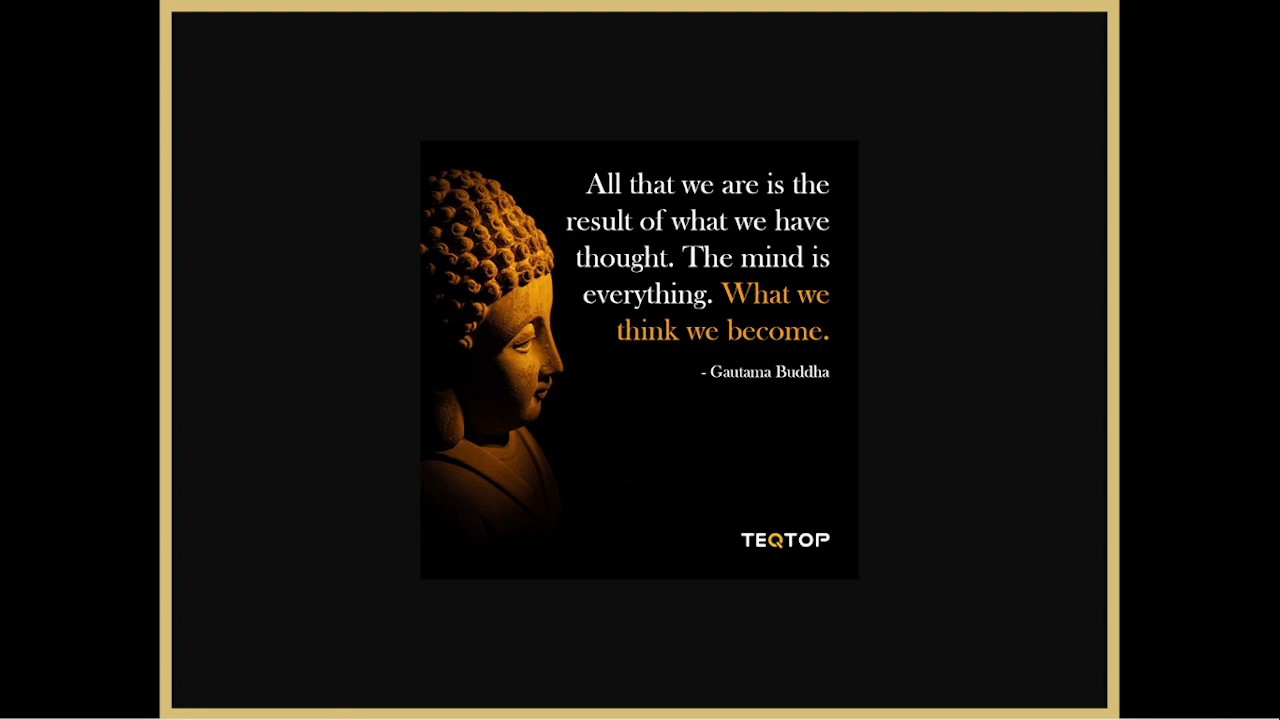 All that we are is the
result of what we have
thought. The mind is
everything. What we
think we become.
- Gautama Buddha
TEQTOP